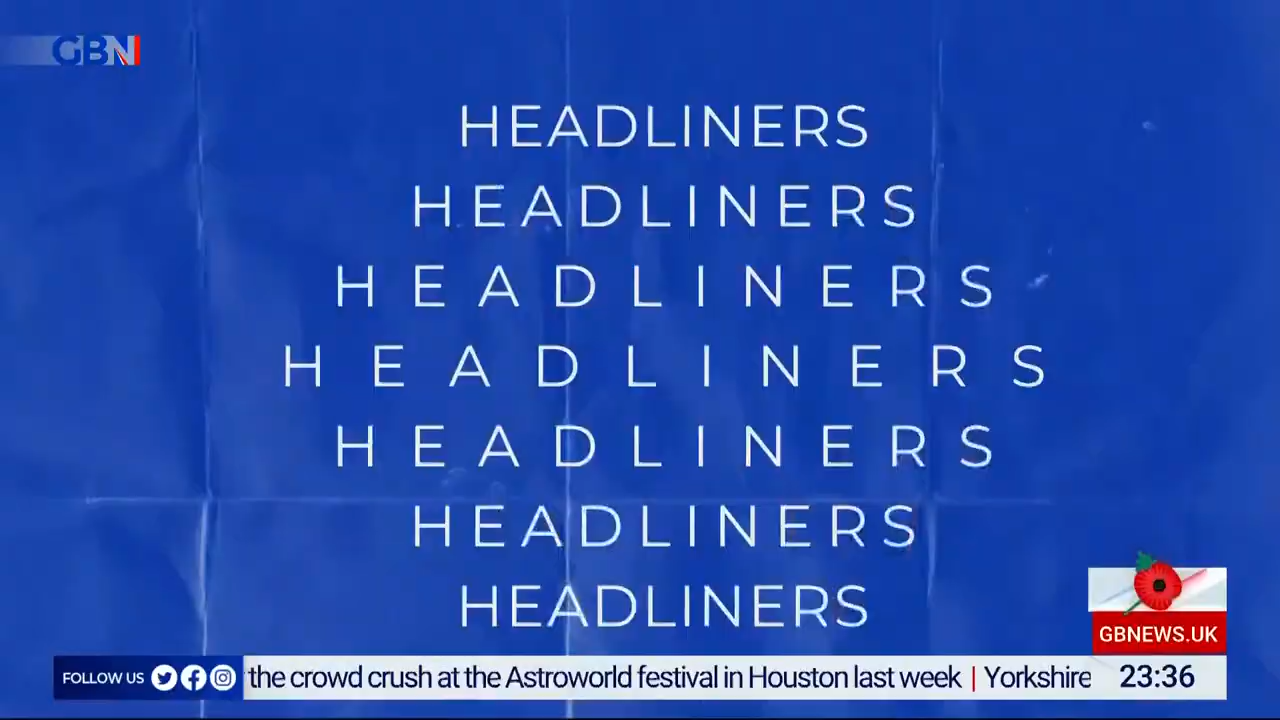 GBN
HEADLINERS
HEADLINERS
HEADLINERS
HEADLINERS
HEADLINERS
HEADLINERS
HEADLINERS
GBNEWS.UK
FOLLOW US the crowd crush at the Astroworld festival in Houston last week | Yorkshire 23:36